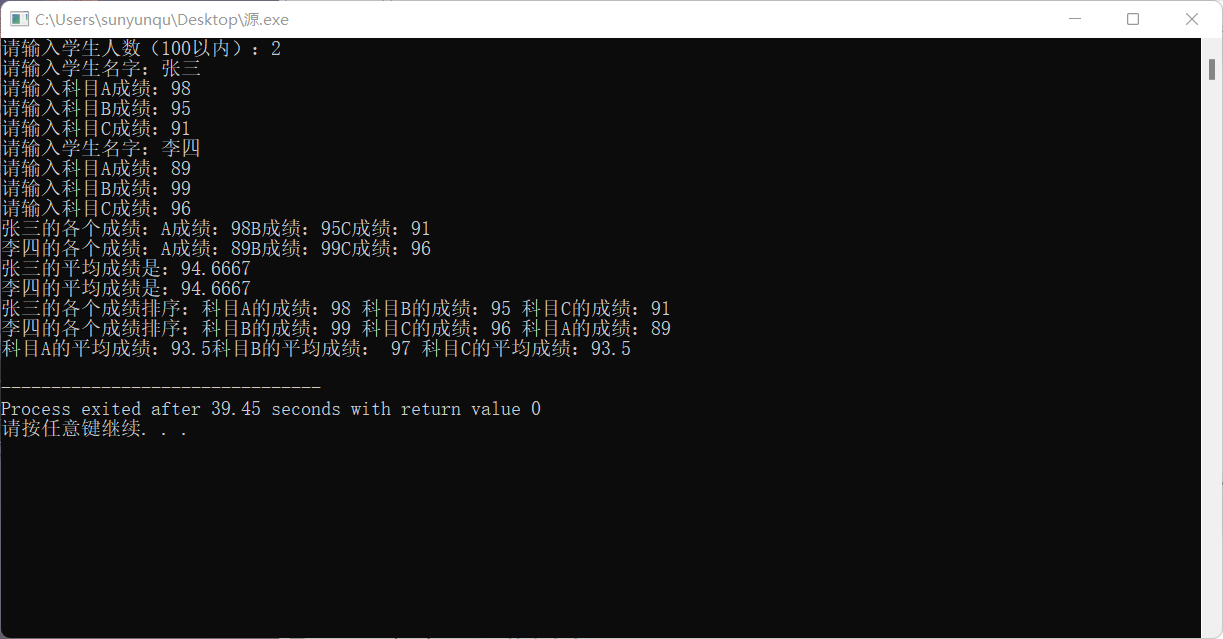 C:\Users\sunyunqu\Desktop\源.exe
请输入学生人数（100以内）：2
请输入学生名字：张三
请输入科目A成绩：98
请输入科目B成绩：95
请输入科目C成绩：91
请输入学生名字：李四
请输入科目A成绩：89
请输入科目B成绩：99
请输入科目C成绩：96
张三的各个成绩：A成绩：98B成绩：95C成绩：91
李四的各个成绩：A成绩：89B成绩：99C成绩：96
张三的平均成绩是：94.6667
李四的平均成绩是：94.6667
张三的各个成绩排序：科目A的成绩：98 科目B的成绩：95 科目C的成绩：91
李四的各个成绩排序：科目B的成绩：99 科目C的成绩：96 科目A的成绩：89
科目A的平均成绩：93.5科目B的平均成绩： 97 科目C的平均成绩：93.5
--------------------------------
Process exited after 39.45 seconds with return value 0
请按任意键继续. . .